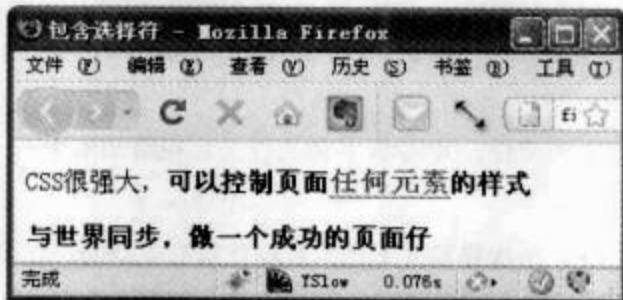 包含选择符 - Mozilla Firefox
文件 (F) 编辑 (E) 查看 (V) 历史 (S) 书签 (B) 工具 (T)
fi
CSS很强大，可以控制页面任何元素的样式
与世界同步，做一个成功的页面仔
完成 YSlow 0.076s